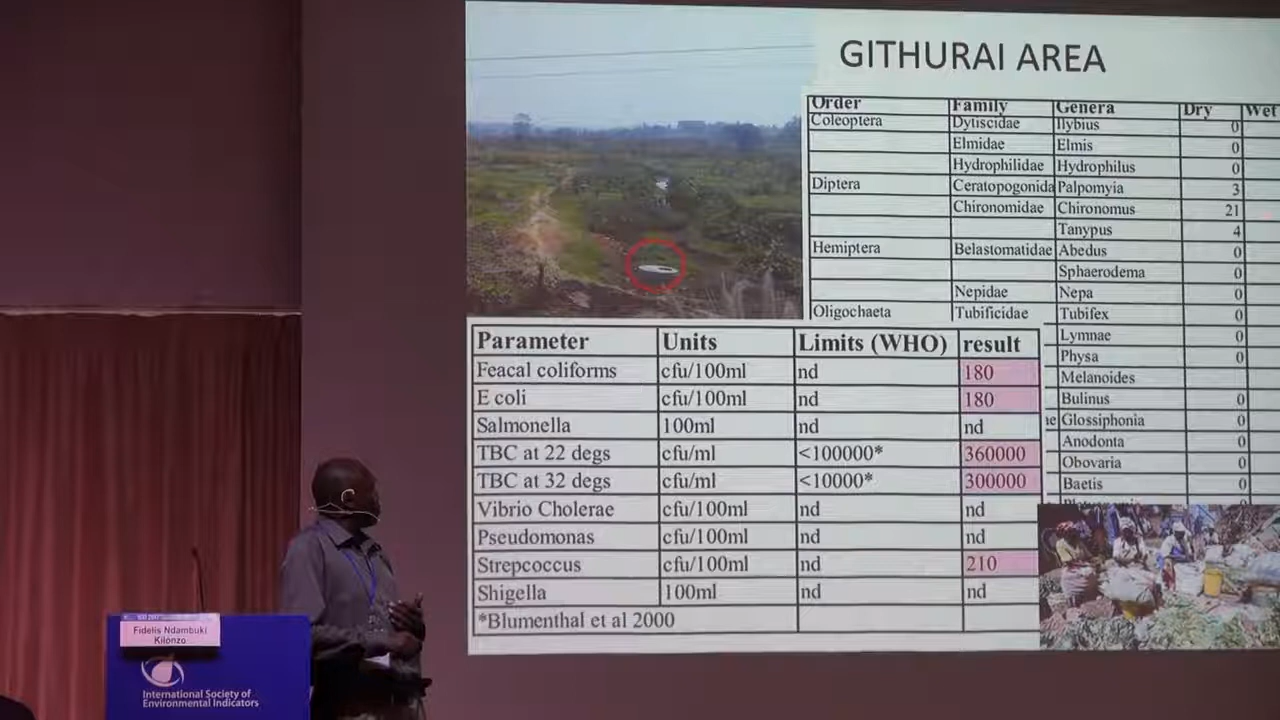 GITHURAI AREA
Order Family Genera Dry Wet
Coleoptera Dytiscidae Ilybius 0
Elmidae Elmis 0
Hydrophilidae Hydrophilus 0
Diptera Ceratopogonida Palpomyia 3
Chironomidae Chironomus 21
Tanypus 4
Hemiptera Belastomatidae Abedus 0
Sphaerodema 0
Nepidae Nepa 0
Oligochaeta Tubificidae Tubifex 0
Lymnae 0
Physa 0
Melanoides
Bulinus 0
Glossiphonia 0
Anodonta 0
Obovaria 0
Baetis 0
Parameter Units Limits (WHO) result
Feacal coliforms cfu/100ml nd 180
E coli cfu/100ml nd 180
Salmonella 100ml nd nd
TBC at 22 degs cfu/ml <100000* 360000
TBC at 32 degs cfu/ml <10000* 300000
Vibrio Cholerae cfu/100ml nd nd
Pseudomonas cfu/100ml nd nd
Strepcoccus cfu/100ml nd 210
Shigella 100ml nd nd
*Blumenthal et al 2000
Fidelis Ndambuki
Kilonzo
International Society of
Environmental Indicators